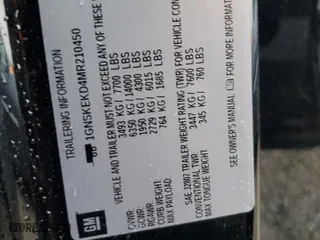 TRAILERING INFORMATION
1GNSKEKD4MR210450
VEHICLE AND TRAILER MUST NOT EXCEED ANY OF THESE
GVWR: 3493 KG / 7700 LBS
GCWR: 6350 KG / 14000 LBS
1950 KG / 4300 LBS
RGAWR: 2729 KG / 6015 LBS
CURB WEIGHT:
MAX PAYLOAD: 764 KG / 1685 LBS
SAE J2807 TRAILER WEIGHT RATING (TWR) FOR VEHICLE
CONVENTIONAL TWR: 3447 KG / 7600 LBS
MAX TONGUE WEIGHT: 345 KG / 760 LBS
SEE OWNER'S MANUAL
GM